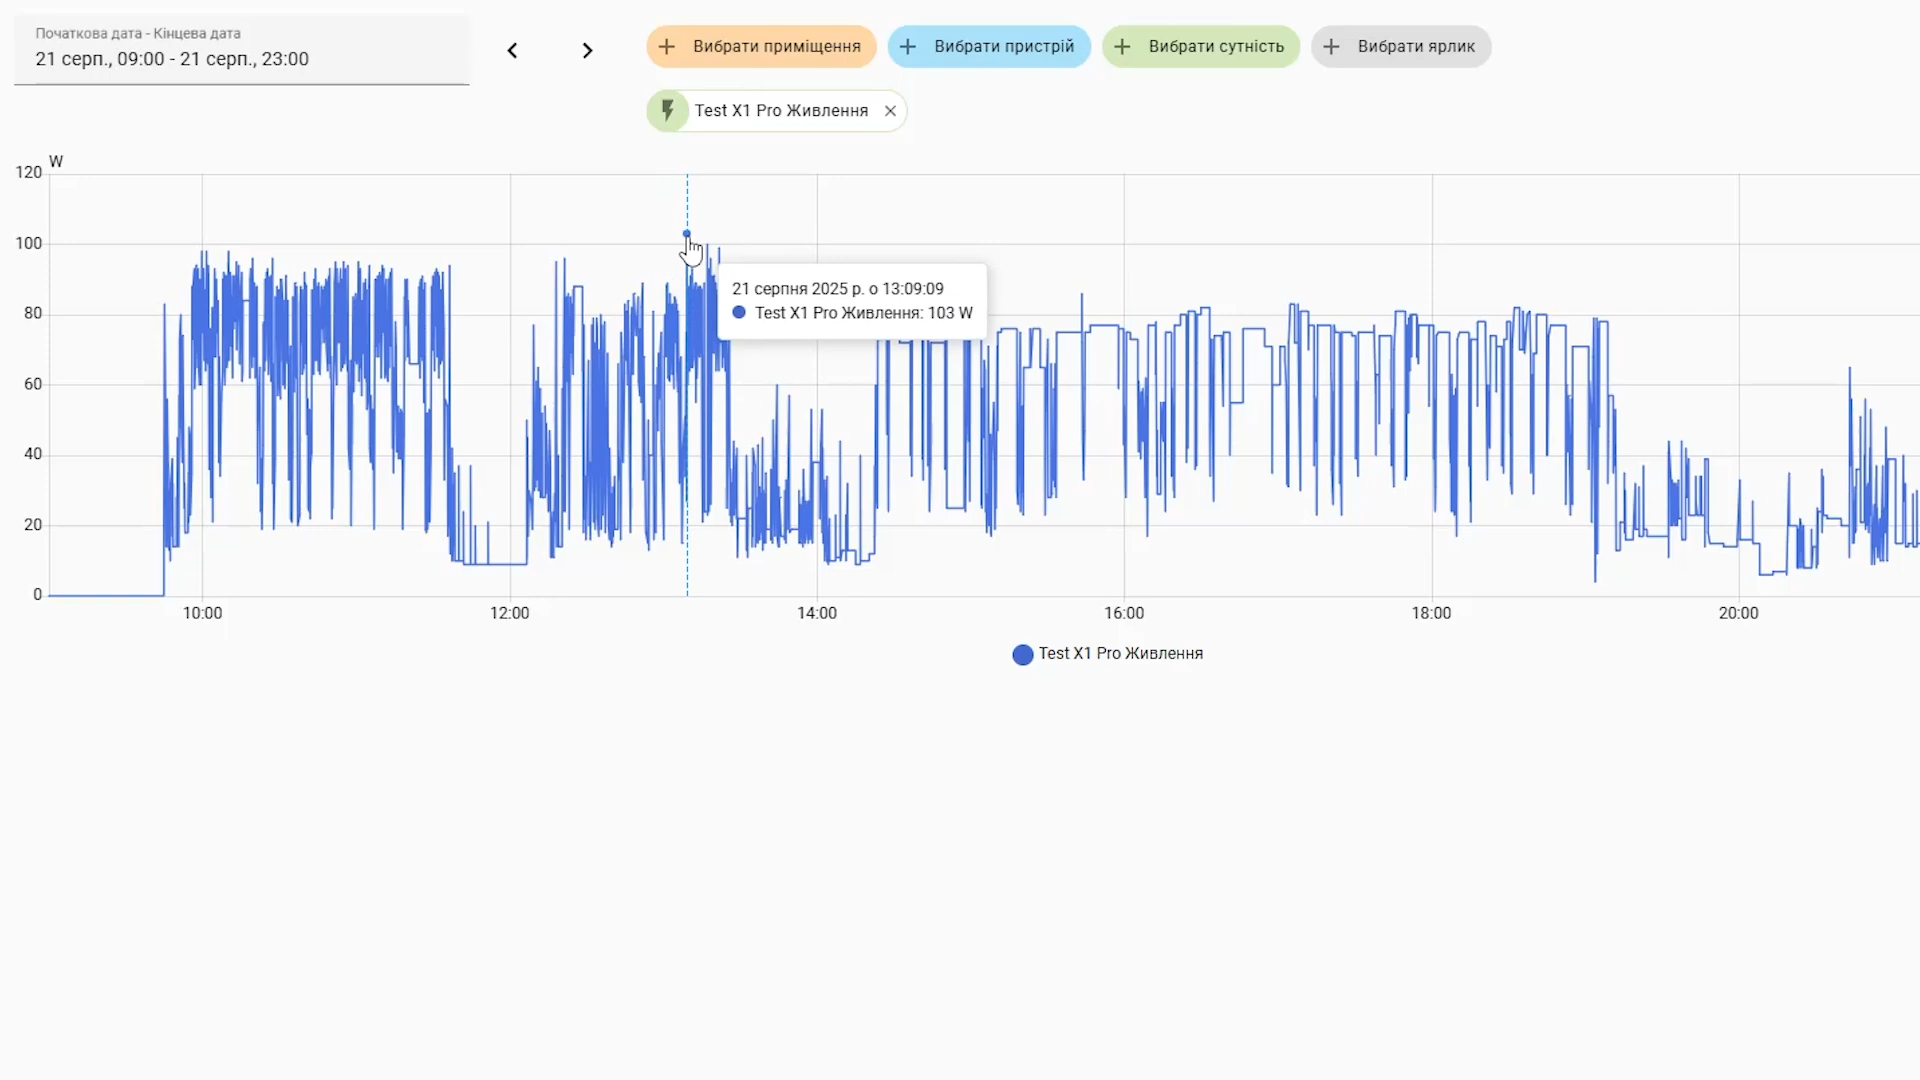 Початкова дата - Кінцева дата
21 серп., 09:00 - 21 серп., 23:00
Вибрати приміщення
Вибрати пристрій
Вибрати сутність
Вибрати ярлик
Test X1 Pro Живлення
W
120
100
80
60
40
20
0
21 серпня 2025 р. о 13:09:09
Test X1 Pro Живлення: 103 W
10:00
12:00
14:00
16:00
18:00
20:00
Test X1 Pro Живлення